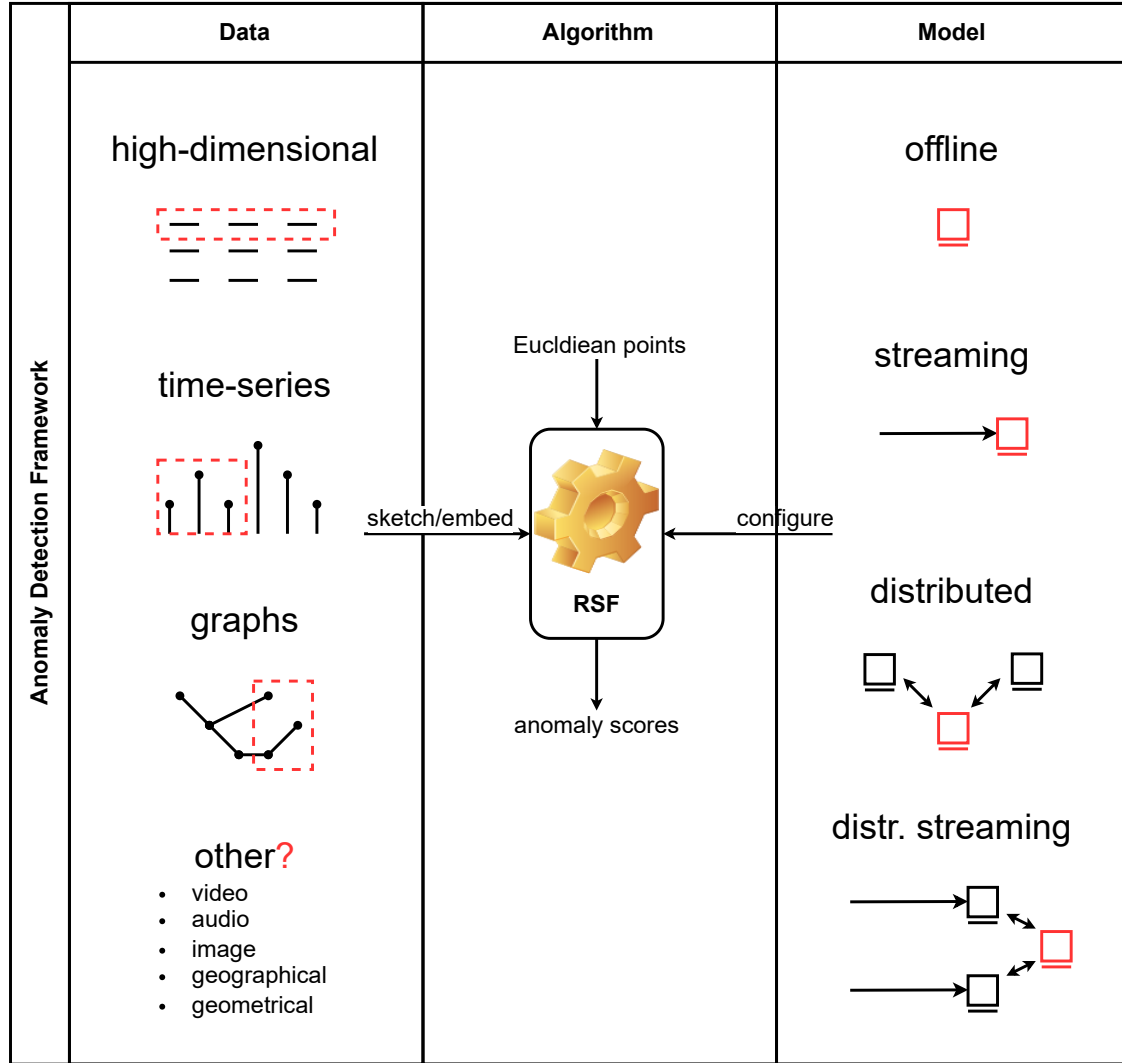 Data
Algorithm
Model
Anomaly Detection Framework
high-dimensional
time-series
graphs
other?
• video
• audio
• image
• geographical
• geometrical
sketch/embed
Eucldiean points
RSF
anomaly scores
configure
offline
streaming
distributed
distr. streaming